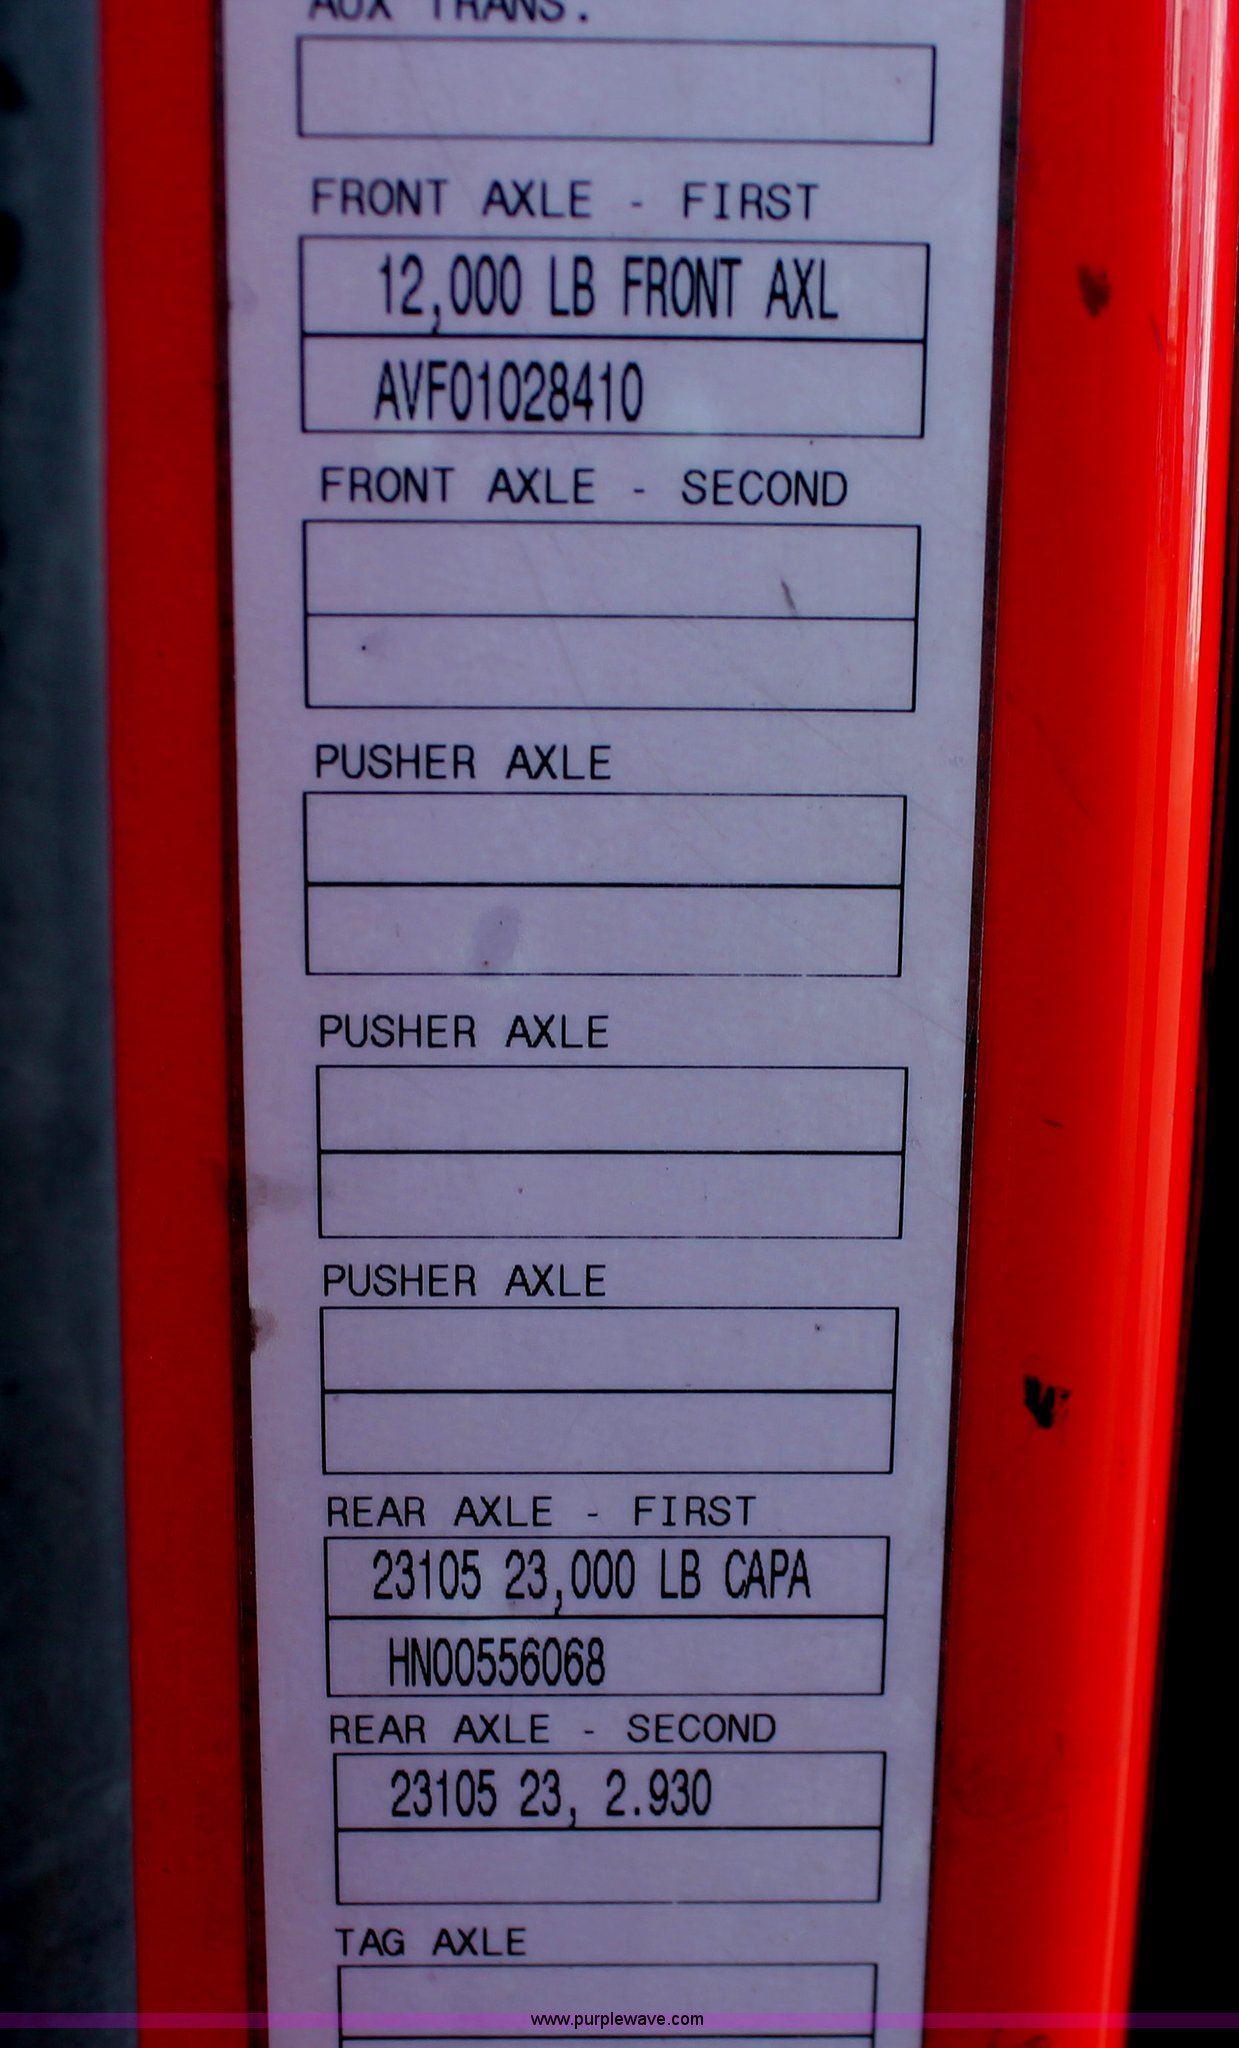 AUX TRANS.
FRONT AXLE - FIRST
12,000 LB FRONT AXL
AVF01028410
FRONT AXLE - SECOND
PUSHER AXLE
PUSHER AXLE
PUSHER AXLE
REAR AXLE - FIRST
23105 23,000 LB CAPA
HN00556068
REAR AXLE - SECOND
23105 23, 2.930
TAG AXLE
www.purplewave.com